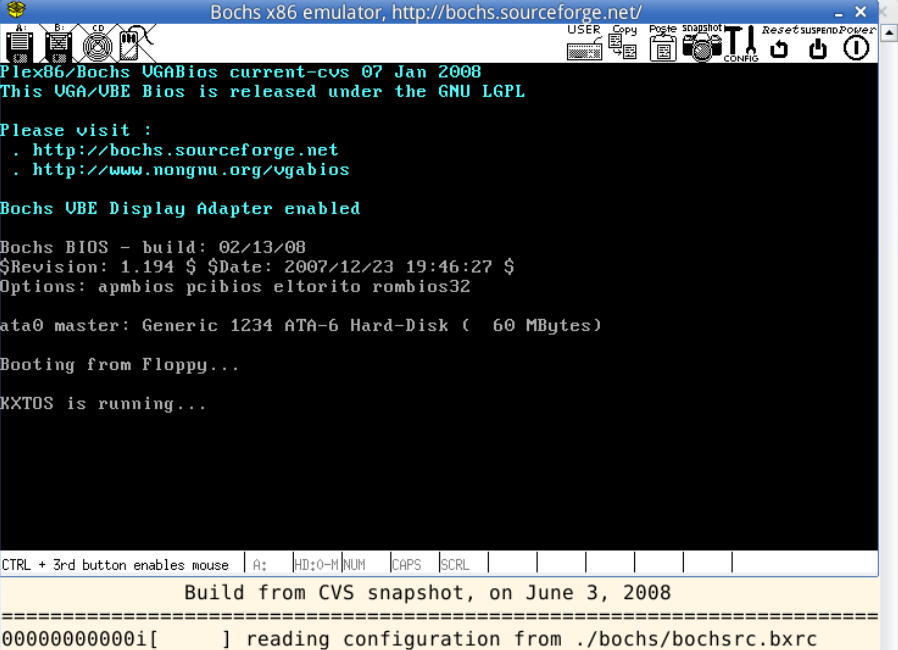 Bochs x86 emulator, http://bochs.sourceforge.net/
A: B: CD USER Copy Paste snapshot CONFIG Reset SUSPEND Power
Plex86/Bochs VGABios current-cvs 07 Jan 2008
This VGA/VBE Bios is released under the GNU LGPL
Please visit :
. http://bochs.sourceforge.net
. http://www.nongnu.org/vgabios
Bochs VBE Display Adapter enabled
Bochs BIOS - build: 02/13/08
$Revision: 1.194 $ $Date: 2007/12/23 19:46:27 $
Options: apmbios pcibios eltorito rombios32
ata0 master: Generic 1234 ATA-6 Hard-Disk (  60 MBytes)
Booting from Floppy...
KXTOS is running...
CTRL + 3rd button enables mouse A: HD:0-M NUM CAPS SCRL
Build from CVS snapshot, on June 3, 2008
========================================================================
00000000000i[      ] reading configuration from ./bochs/bochsrc.bxrc